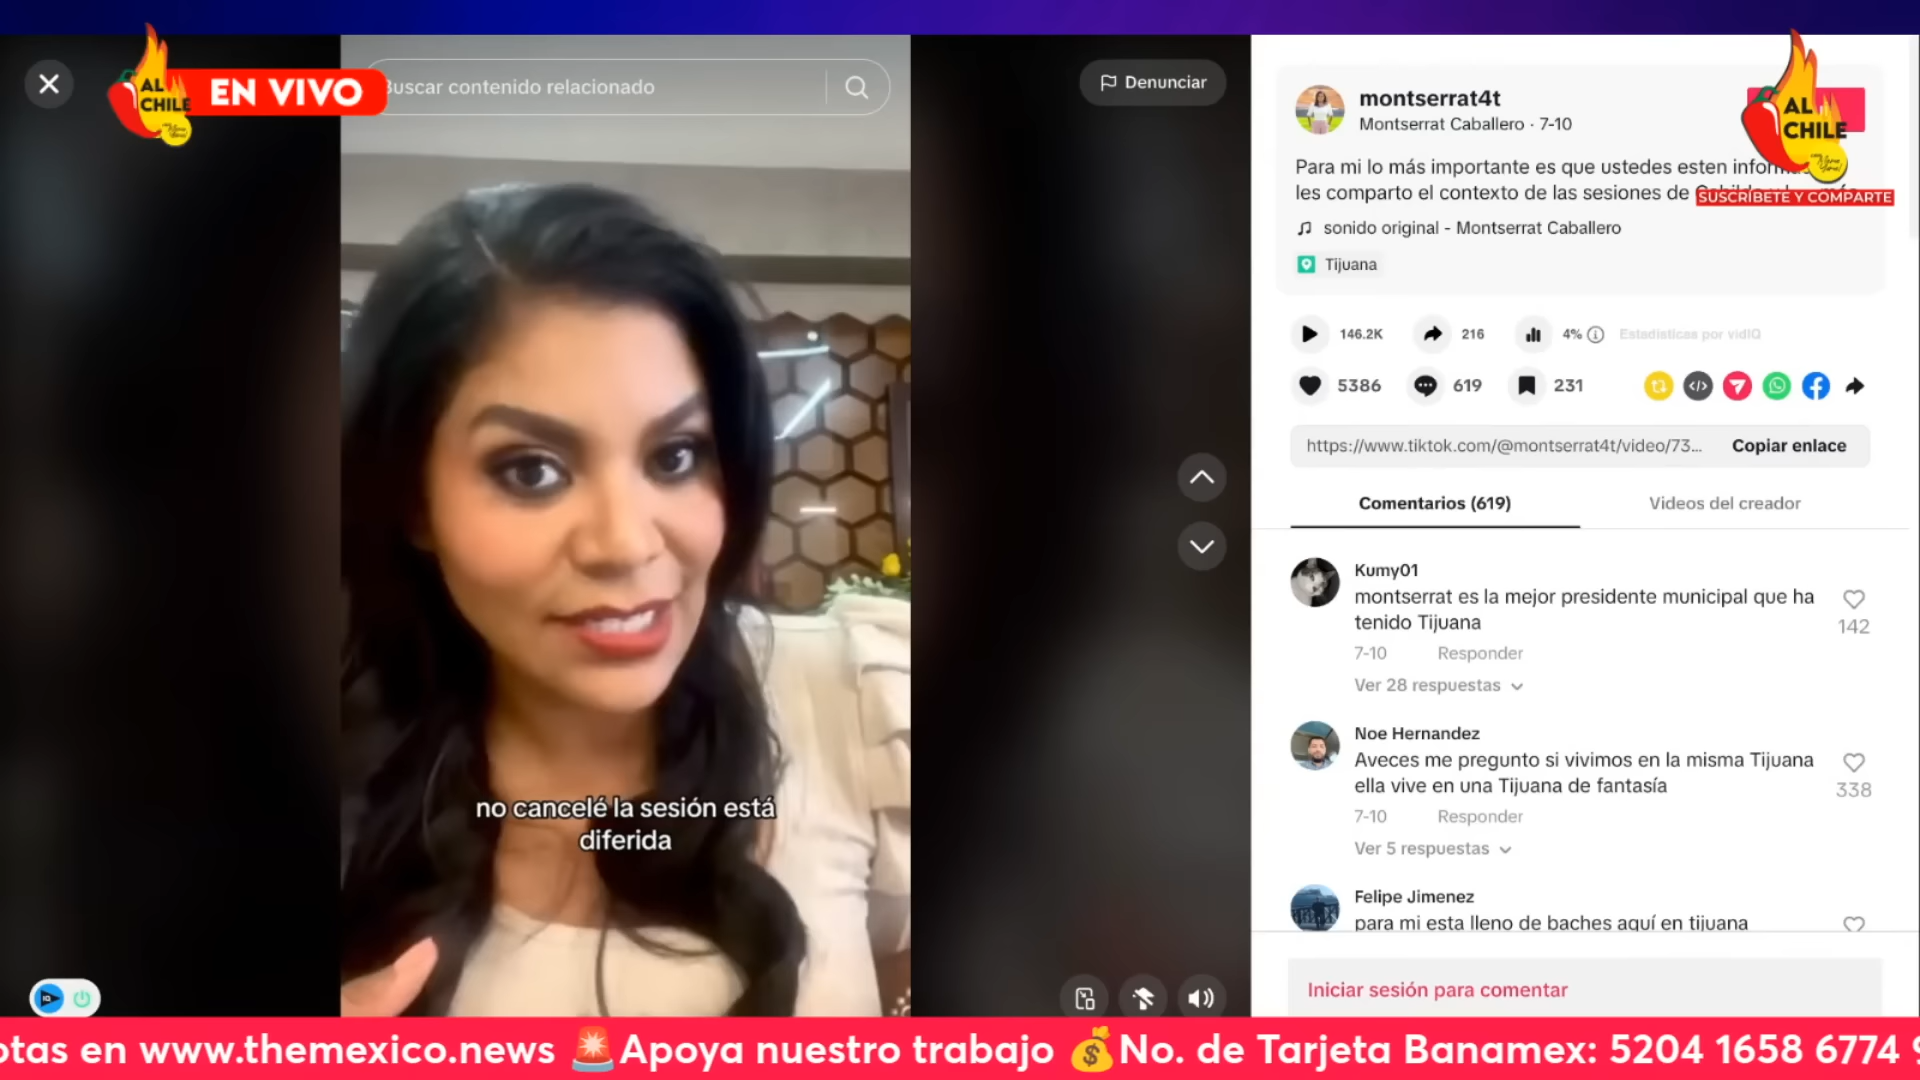 AL
CHILE
EN VIVO
Buscar contenido relacionado
Denunciar
montserrat4t
Montserrat Caballero · 7-10
AL
CHILE
Para mi lo más importante es que ustedes esten
les comparto el contexto de las sesiones de
SUSCRÍBETE Y COMPARTE
sonido original - Montserrat Caballero
Tijuana
146.2K
216
4%
Estadísticas por vidIQ
5386
619
231
https://www.tiktok.com/@montserrat4t/video/73...
Copiar enlace
Comentarios (619)
Videos del creador
Kumy01
montserrat es la mejor presidente municipal que ha
tenido Tijuana
142
7-10 Responder
Ver 28 respuestas
Noe Hernandez
Aveces me pregunto si vivimos en la misma Tijuana
ella vive en una Tijuana de fantasía
338
7-10 Responder
Ver 5 respuestas
Felipe Jimenez
para mi esta lleno de baches aquí en tijuana
no cancelé la sesión está
diferida
Iniciar sesión para comentar
otas en www.themexico.news 🚨Apoya nuestro trabajo 💰No. de Tarjeta Banamex: 5204 1658 6774